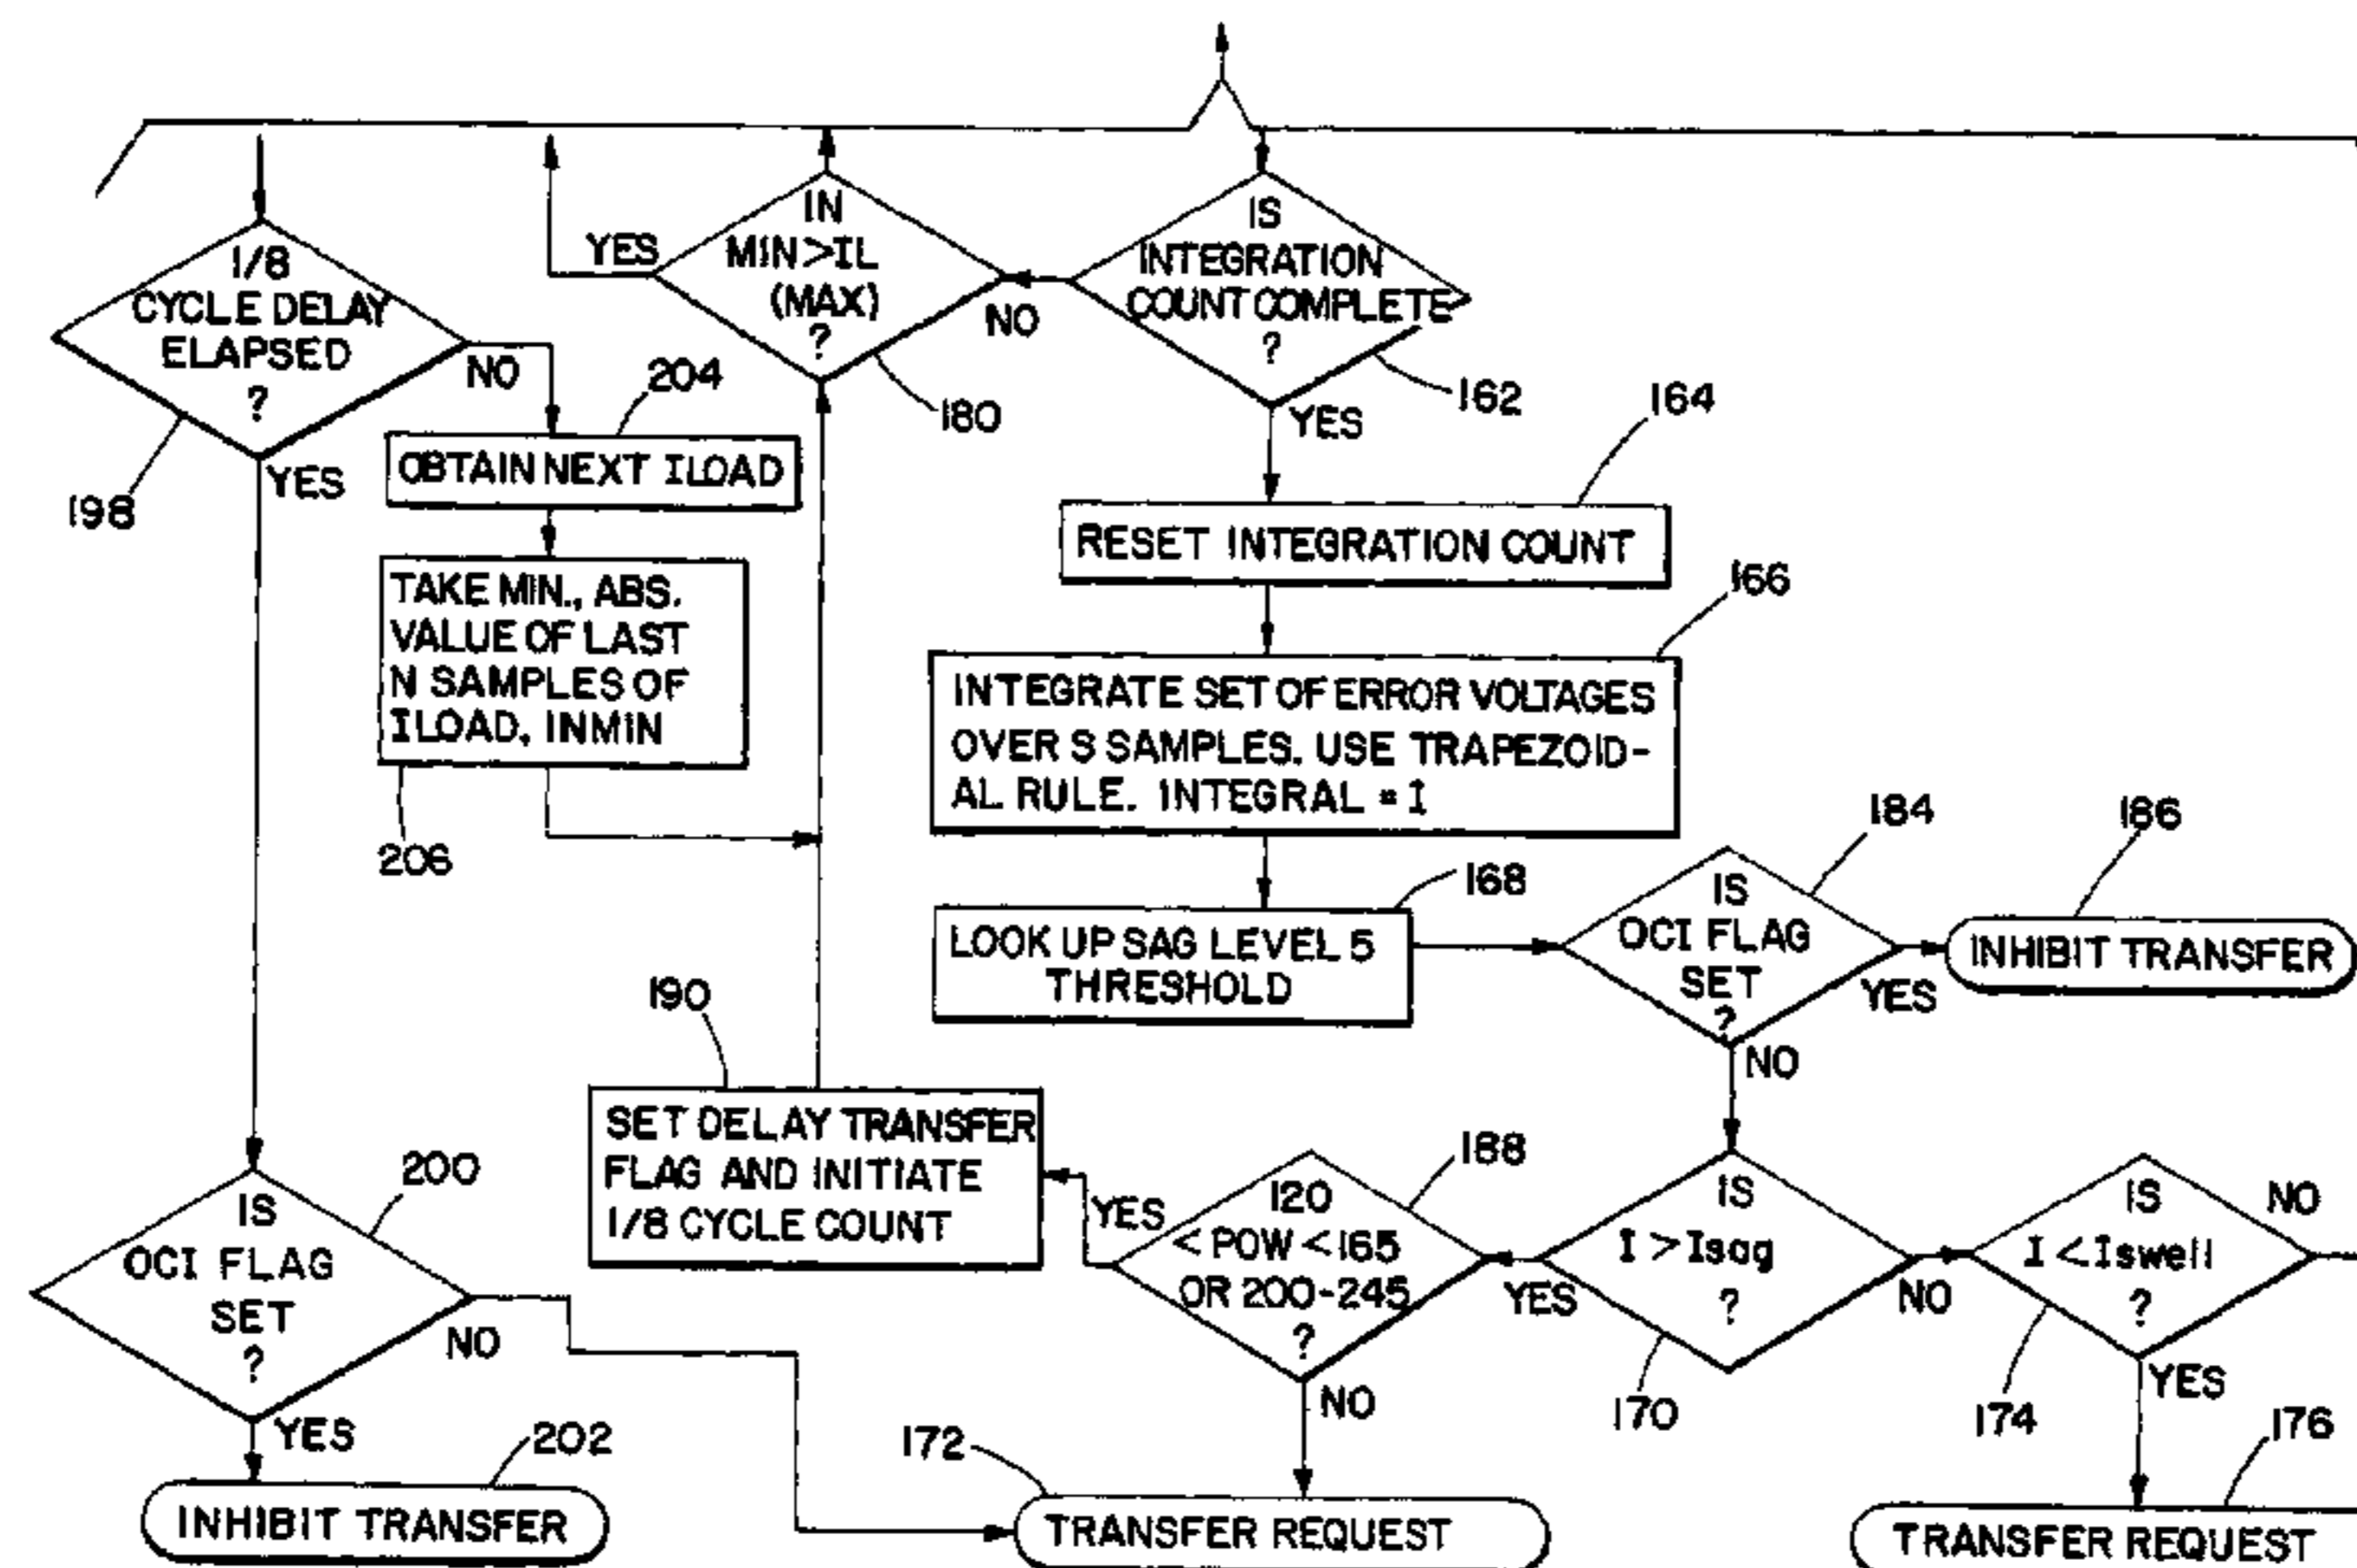 1/8
CYCLE DELAY
ELAPSED
?
NO
YES
198
204
OBTAIN NEXT ILOAD
TAKE MIN., ABS.
VALUE OF LAST
N SAMPLES OF
ILOAD, INMIN
206
IN
MIN>IL
(MAX)
?
YES
180
IS
INTEGRATION
COUNT COMPLETE
?
NO
YES
162
164
RESET INTEGRATION COUNT
166
INTEGRATE SET OF ERROR VOLTAGES
OVER S SAMPLES. USE TRAPEZOID-
AL RULE. INTEGRAL = I
168
LOOK UP SAG LEVEL 5
THRESHOLD
184
IS
OCI FLAG
SET
?
YES
NO
186
INHIBIT TRANSFER
190
SET DELAY TRANSFER
FLAG AND INITIATE
1/8 CYCLE COUNT
188
120
< POW <165
OR 200-245
?
YES
NO
IS
I >Isag
?
YES
NO
170
IS
I <Iswell
?
NO
YES
174
176
TRANSFER REQUEST
200
IS
OCI FLAG
SET
?
NO
YES
202
INHIBIT TRANSFER
172
TRANSFER REQUEST